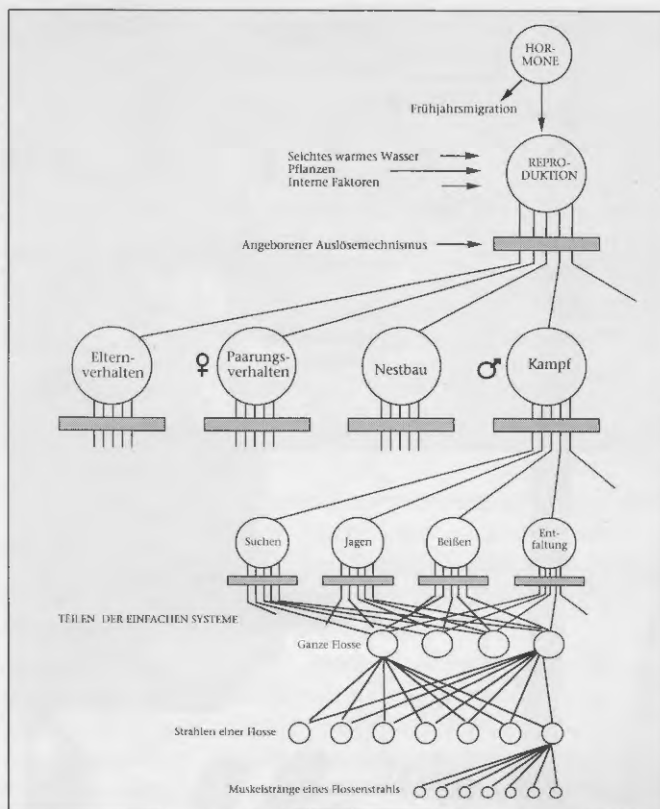 HOR-
MONE
Frühjahrsmigration
Seichtes warmes Wasser
Pflanzen
Interne Faktoren
REPRO-
DUKTION
Angeborener Auslösemechnismus
Eltern-
verhalten
♀
Paarungs-
verhalten
Nestbau
♂
Kampf
Suchen
Jagen
Beißen
Ent-
faltung
TEILEN DER EINFACHEN SYSTEME
Ganze Flosse
Strahlen einer Flosse
Muskelstränge eines Flossenstrahls